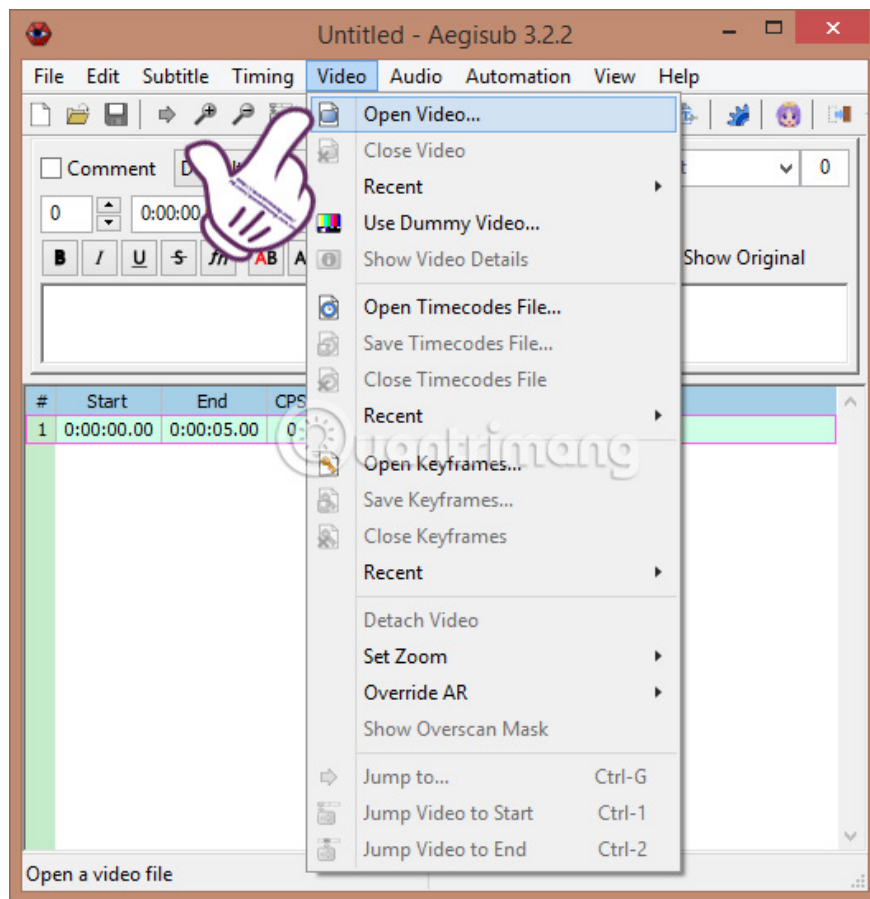 Untitled - Aegisub 3.2.2
File Edit Subtitle Timing Video Audio Automation View Help
Comment
0
0 0:00:00
B I U S fn AB A
Show Original
# Start End CPS
1 0:00:00.00 0:00:05.00 0
Open Video...
Close Video
Recent
Use Dummy Video...
Show Video Details
Open Timecodes File...
Save Timecodes File...
Close Timecodes File
Recent
Open Keyframes...
Save Keyframes...
Close Keyframes
Recent
Detach Video
Set Zoom
Override AR
Show Overscan Mask
Jump to... Ctrl-G
Jump Video to Start Ctrl-1
Jump Video to End Ctrl-2
Quantrimang
Open a video file